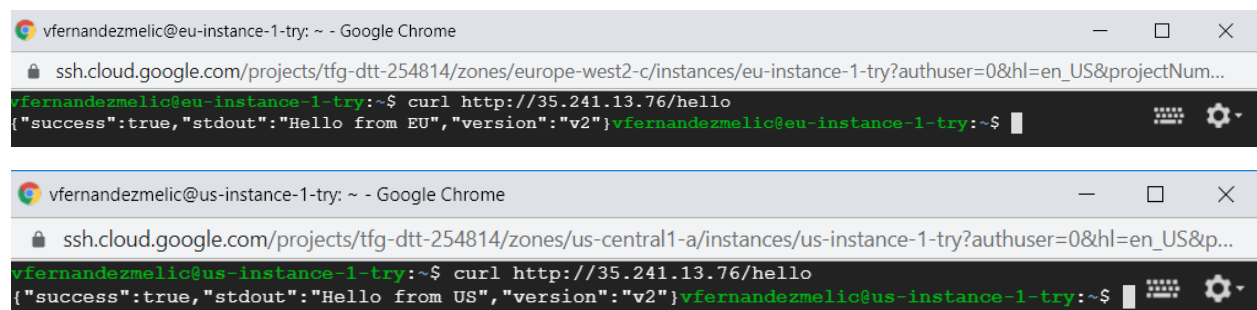 vfernandezmelic@eu-instance-1-try: ~ - Google Chrome
ssh.cloud.google.com/projects/tfg-dtt-254814/zones/europe-west2-c/instances/eu-instance-1-try?authuser=0&hl=en_US&projectNum...
vfernandezmelic@eu-instance-1-try:~$ curl http://35.241.13.76/hello
{"success":true,"stdout":"Hello from EU","version":"v2"}vfernandezmelic@eu-instance-1-try:~$
vfernandezmelic@us-instance-1-try: ~ - Google Chrome
ssh.cloud.google.com/projects/tfg-dtt-254814/zones/us-central1-a/instances/us-instance-1-try?authuser=0&hl=en_US&p...
vfernandezmelic@us-instance-1-try:~$ curl http://35.241.13.76/hello
{"success":true,"stdout":"Hello from US","version":"v2"}vfernandezmelic@us-instance-1-try:~$